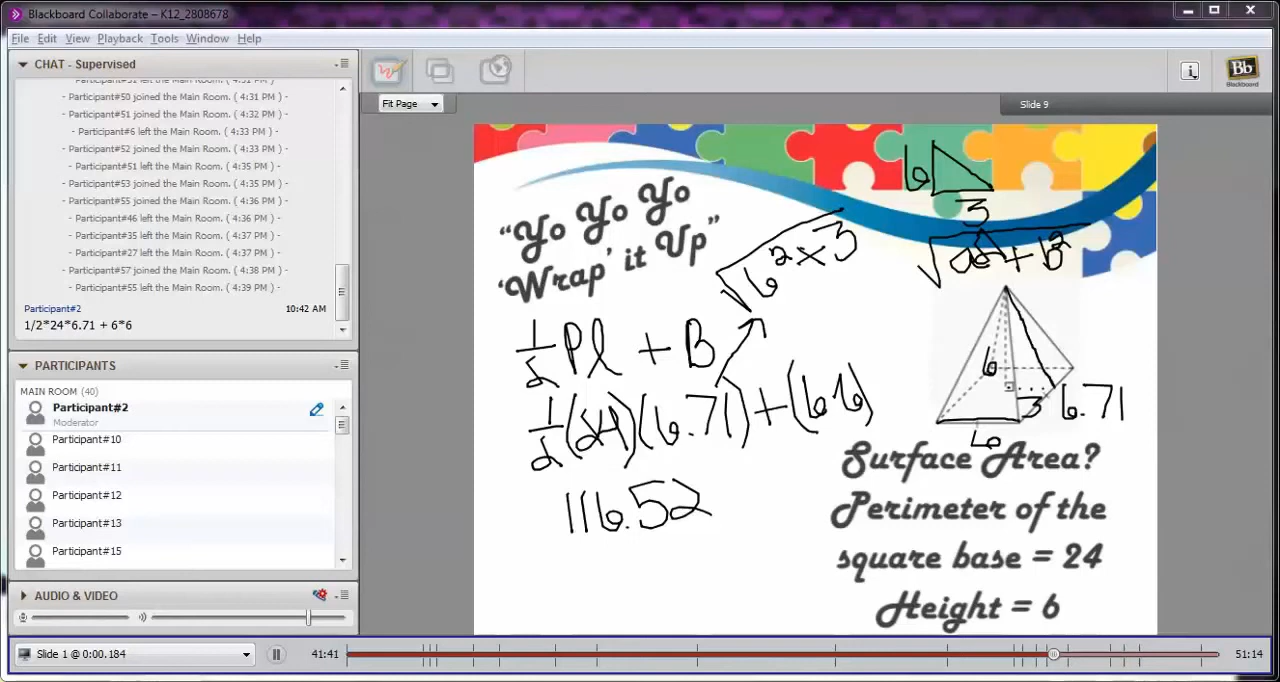 Blackboard Collaborate – K12_2808678
File Edit View Playback Tools Window Help
CHAT - Supervised
- Participant#50 joined the Main Room. ( 4:31 PM ) -
- Participant#51 joined the Main Room. ( 4:32 PM ) -
- Participant#6 left the Main Room. ( 4:33 PM ) -
- Participant#52 joined the Main Room. ( 4:33 PM ) -
- Participant#51 left the Main Room. ( 4:35 PM ) -
- Participant#53 joined the Main Room. ( 4:35 PM ) -
- Participant#55 joined the Main Room. ( 4:36 PM ) -
- Participant#46 left the Main Room. ( 4:36 PM ) -
- Participant#35 left the Main Room. ( 4:37 PM ) -
- Participant#27 left the Main Room. ( 4:37 PM ) -
- Participant#57 joined the Main Room. ( 4:38 PM ) -
- Participant#55 left the Main Room. ( 4:39 PM ) -
Participant#2 10:42 AM
1/2*24*6.71 + 6*6
PARTICIPANTS
MAIN ROOM (40)
Participant#2
Moderator
Participant#10
Participant#11
Participant#12
Participant#13
Participant#15
AUDIO & VIDEO
Slide 1 @ 0:00.184
41:41
51:14
Fit Page
i
Bb
Blackboard
Slide 9
"Yo Yo Yo
'Wrap' it Up"
√6² × 3
1/2 Pl + B
1/2 (24)(6.71) + (6·6)
116.52
6
3
√a² + b²
6
3 6.71
6
Surface Area?
Perimeter of the
square base = 24
Height = 6